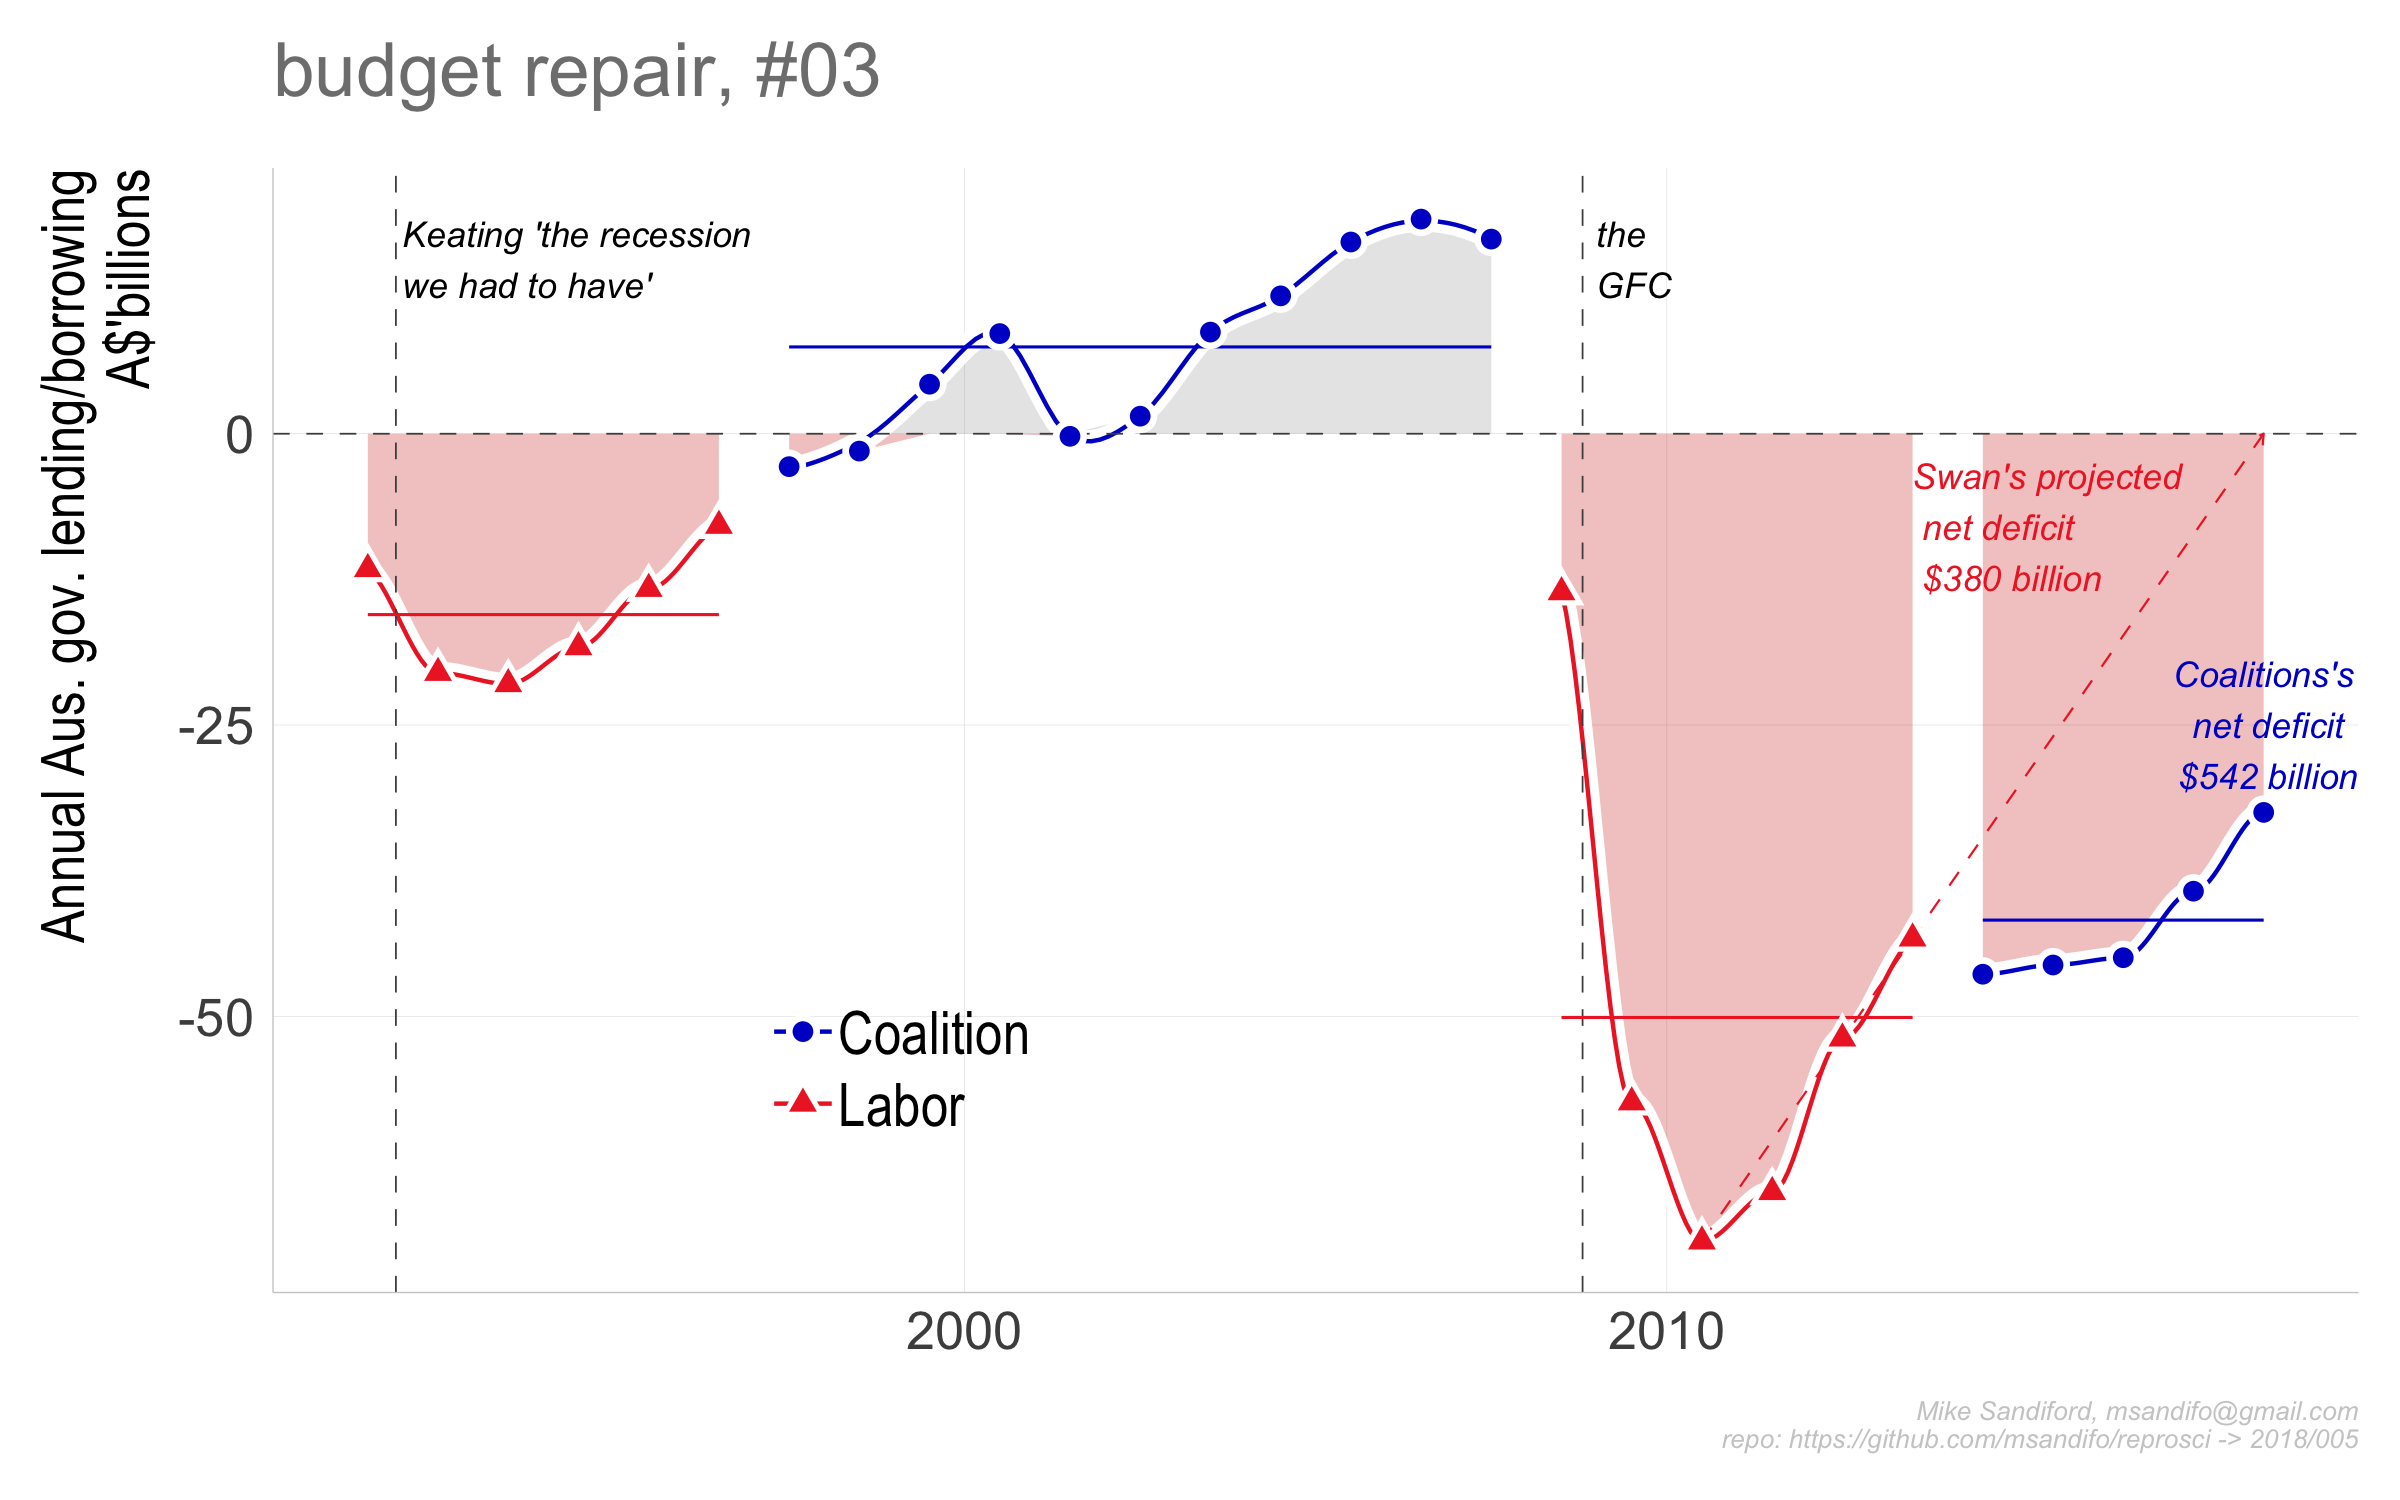 budget repair, #03
Annual Aus. gov. lending/borrowing
A$'billions
Keating 'the recession
we had to have'
the
GFC
0
-25
-50
Swan's projected
net deficit
$380 billion
Coalitions's
net deficit
$542 billion
Coalition
Labor
2000
2010
Mike Sandiford, msandifo@gmail.com
repo: https://github.com/msandifo/reprosci -> 2018/005